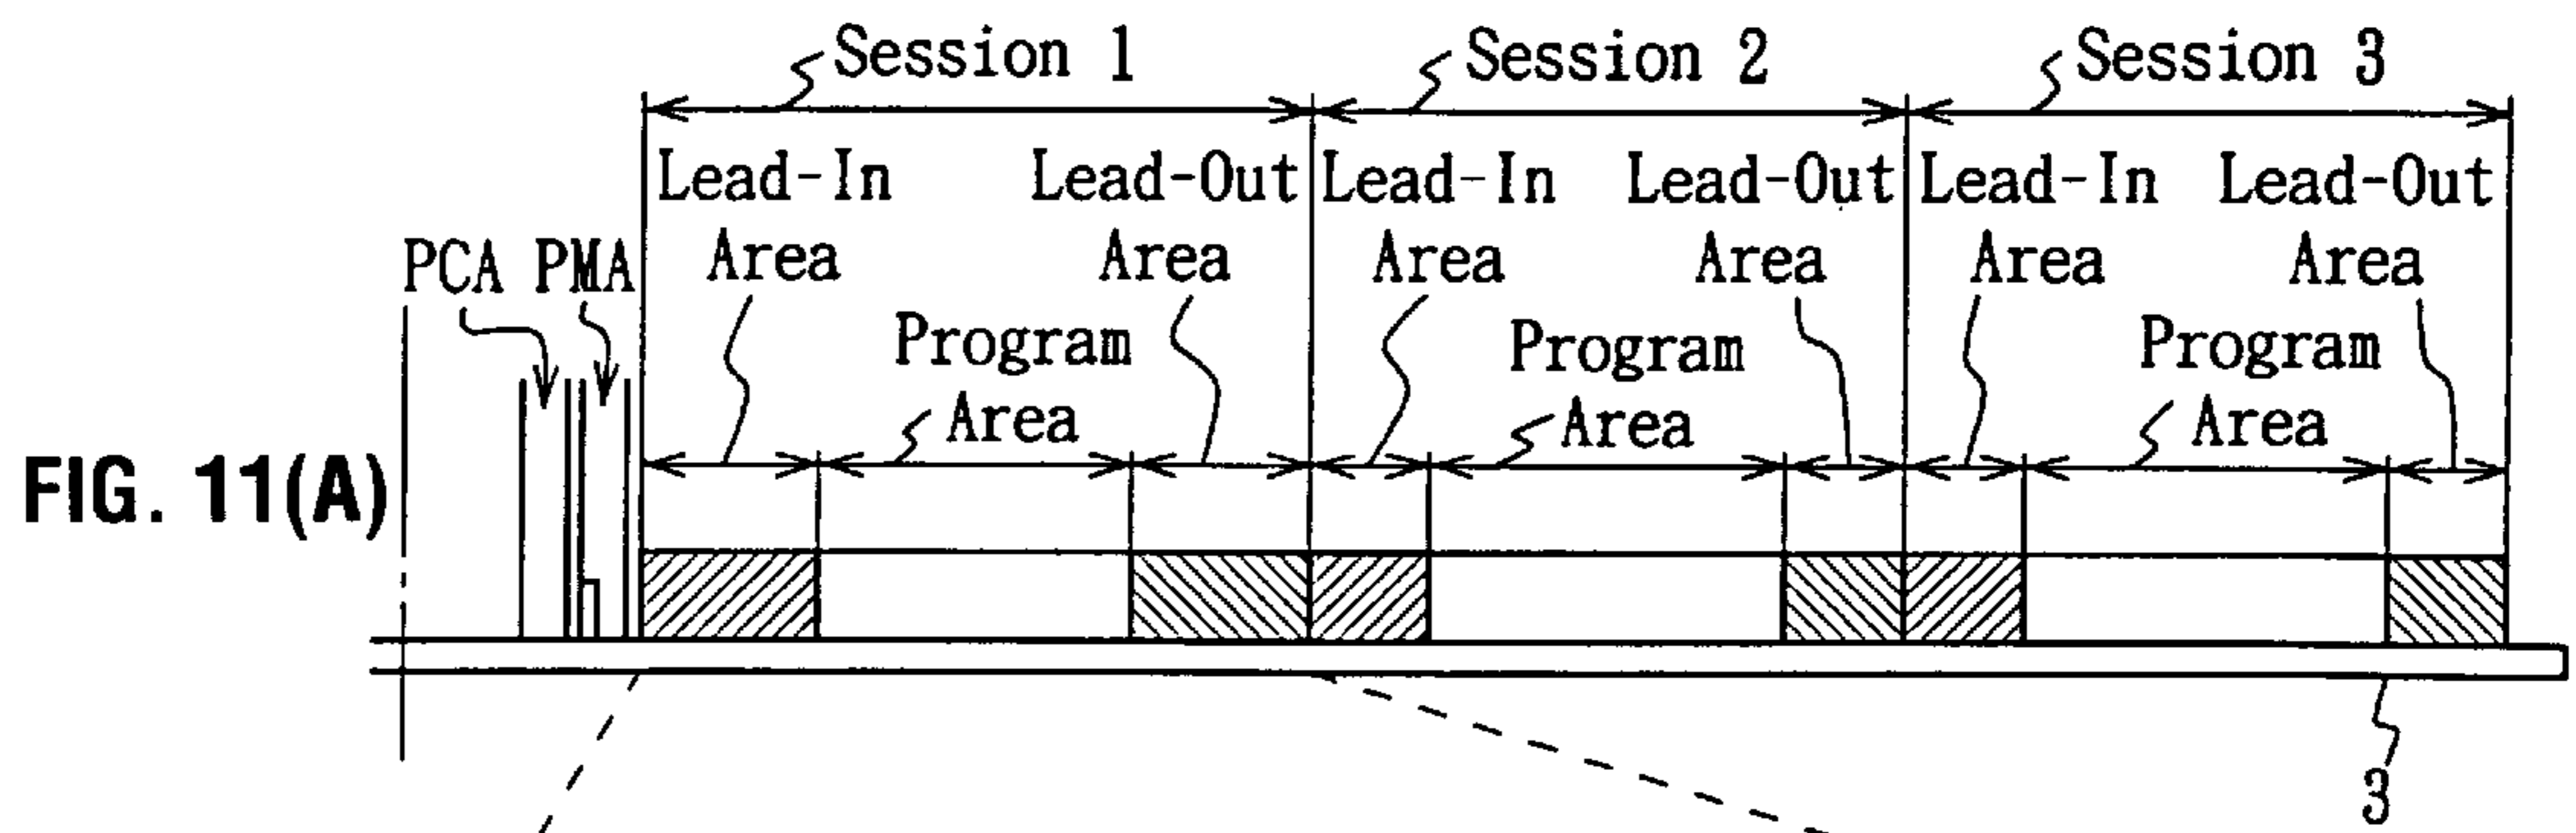 Session 1 Session 2 Session 3
Lead-In Lead-Out Lead-In Lead-Out Lead-In Lead-Out
PCA PMA Area Area Area Area Area Area
Program Program Program
Area Area Area
FIG. 11(A)
3